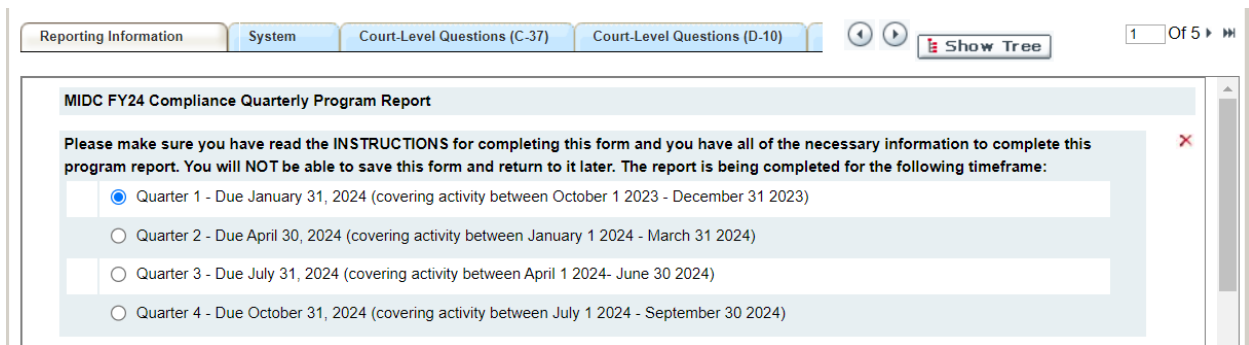 Reporting Information System Court-Level Questions (C-37) Court-Level Questions (D-10) Show Tree 1 Of 5
MIDC FY24 Compliance Quarterly Program Report
Please make sure you have read the INSTRUCTIONS for completing this form and you have all of the necessary information to complete this
program report. You will NOT be able to save this form and return to it later. The report is being completed for the following timeframe:
Quarter 1 - Due January 31, 2024 (covering activity between October 1 2023 - December 31 2023)
Quarter 2 - Due April 30, 2024 (covering activity between January 1 2024 - March 31 2024)
Quarter 3 - Due July 31, 2024 (covering activity between April 1 2024- June 30 2024)
Quarter 4 - Due October 31, 2024 (covering activity between July 1 2024 - September 30 2024)